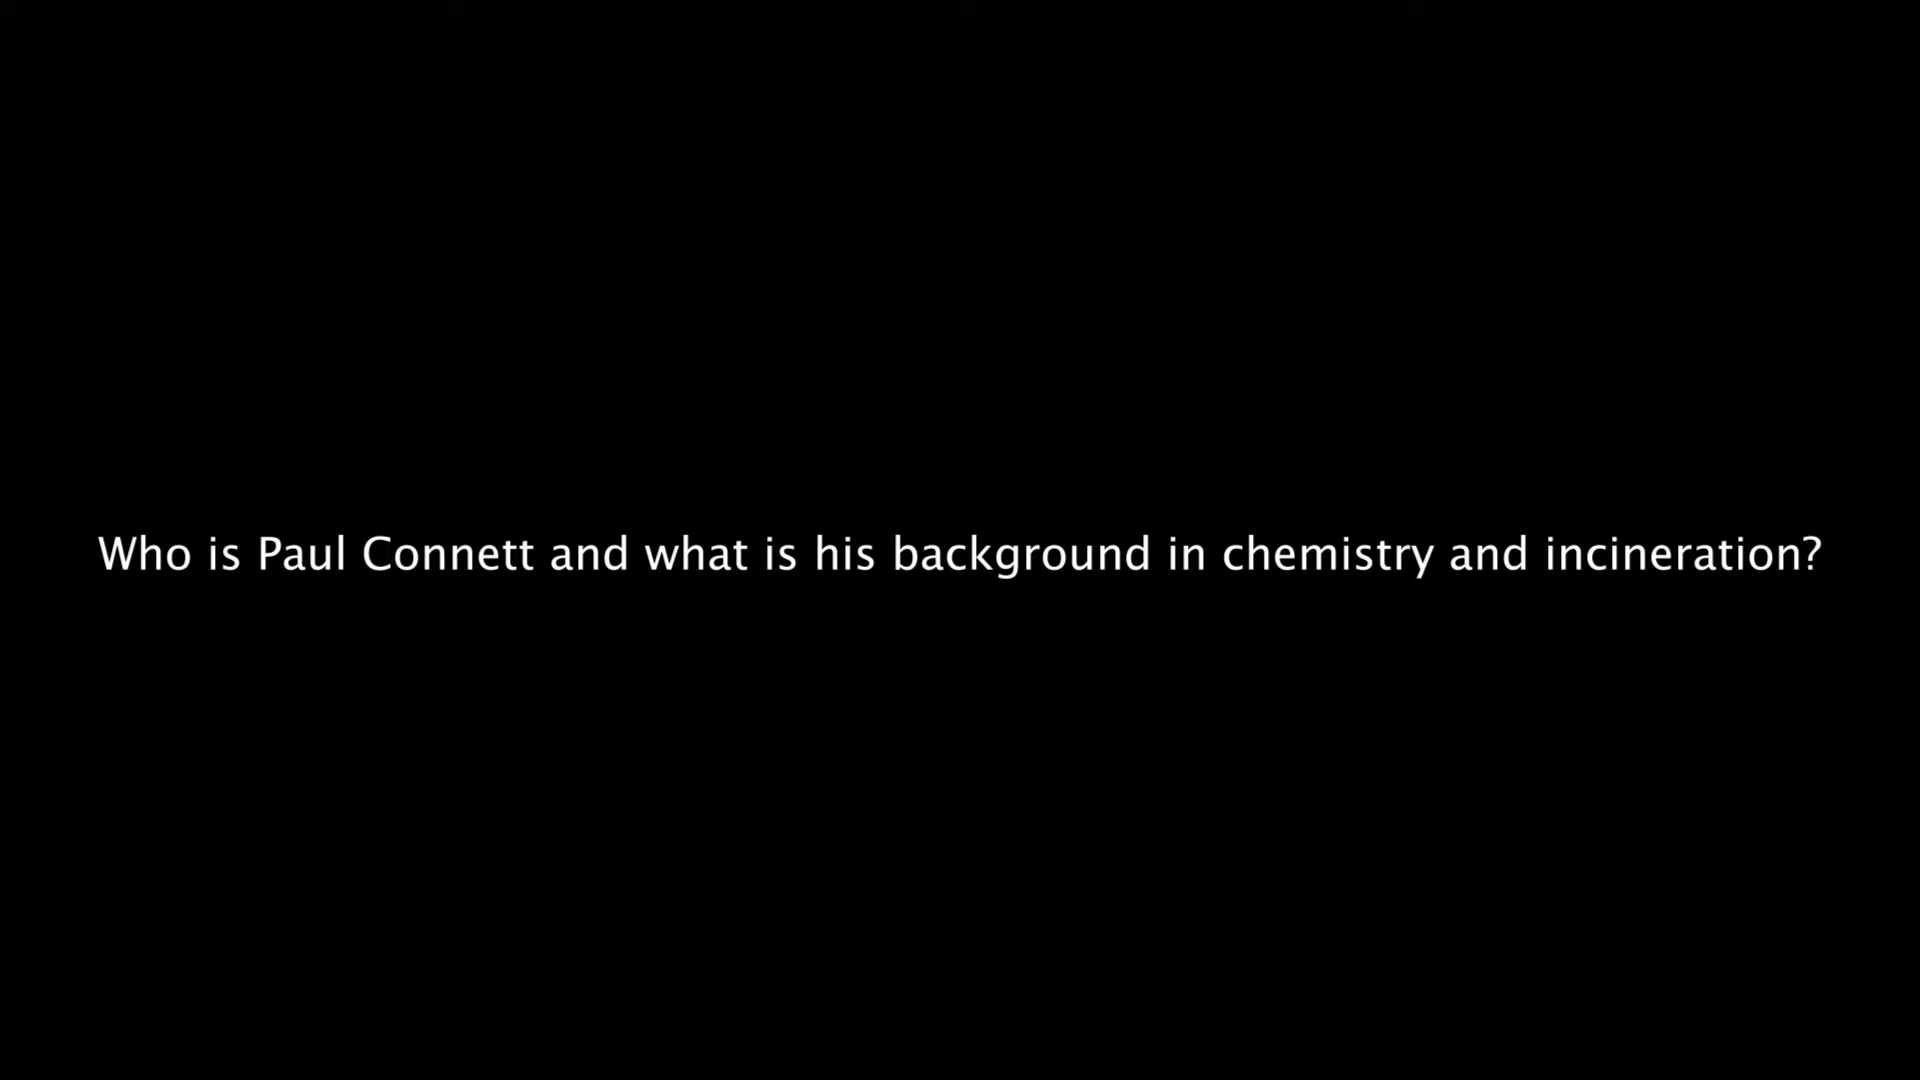 Who is Paul Connett and what is his background in chemistry and incineration?